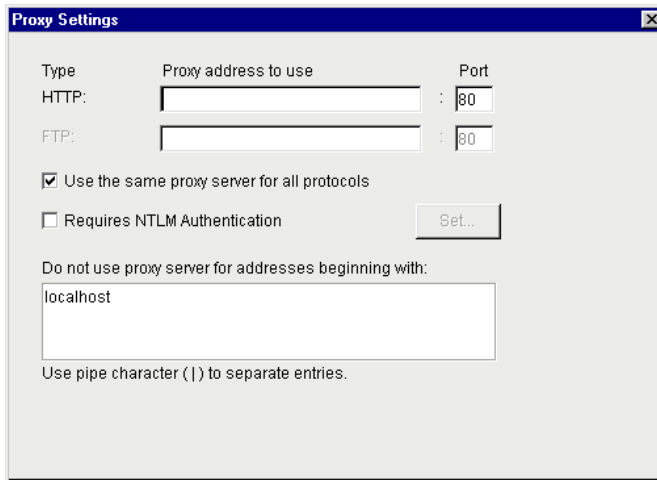 Proxy Settings
Type Proxy address to use Port
HTTP: : 80
FTP: : 80
Use the same proxy server for all protocols
Requires NTLM Authentication Set...
Do not use proxy server for addresses beginning with:
localhost
Use pipe character (|) to separate entries.